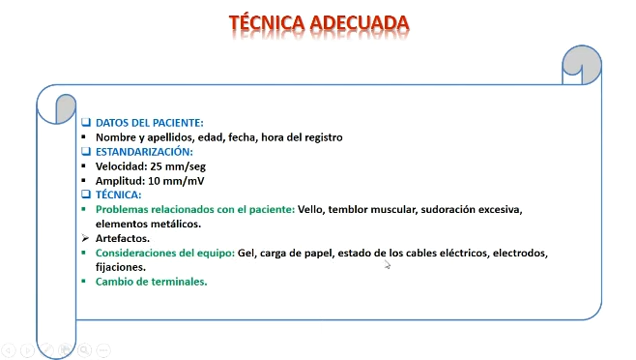 TÉCNICA ADECUADA
DATOS DEL PACIENTE:
Nombre y apellidos, edad, fecha, hora del registro
ESTANDARIZACIÓN:
Velocidad: 25 mm/seg
Amplitud: 10 mm/mV
TÉCNICA:
Problemas relacionados con el paciente: Vello, temblor muscular, sudoración excesiva,
elementos metálicos.
Artefactos.
Consideraciones del equipo: Gel, carga de papel, estado de los cables eléctricos, electrodos,
fijaciones.
Cambio de terminales.